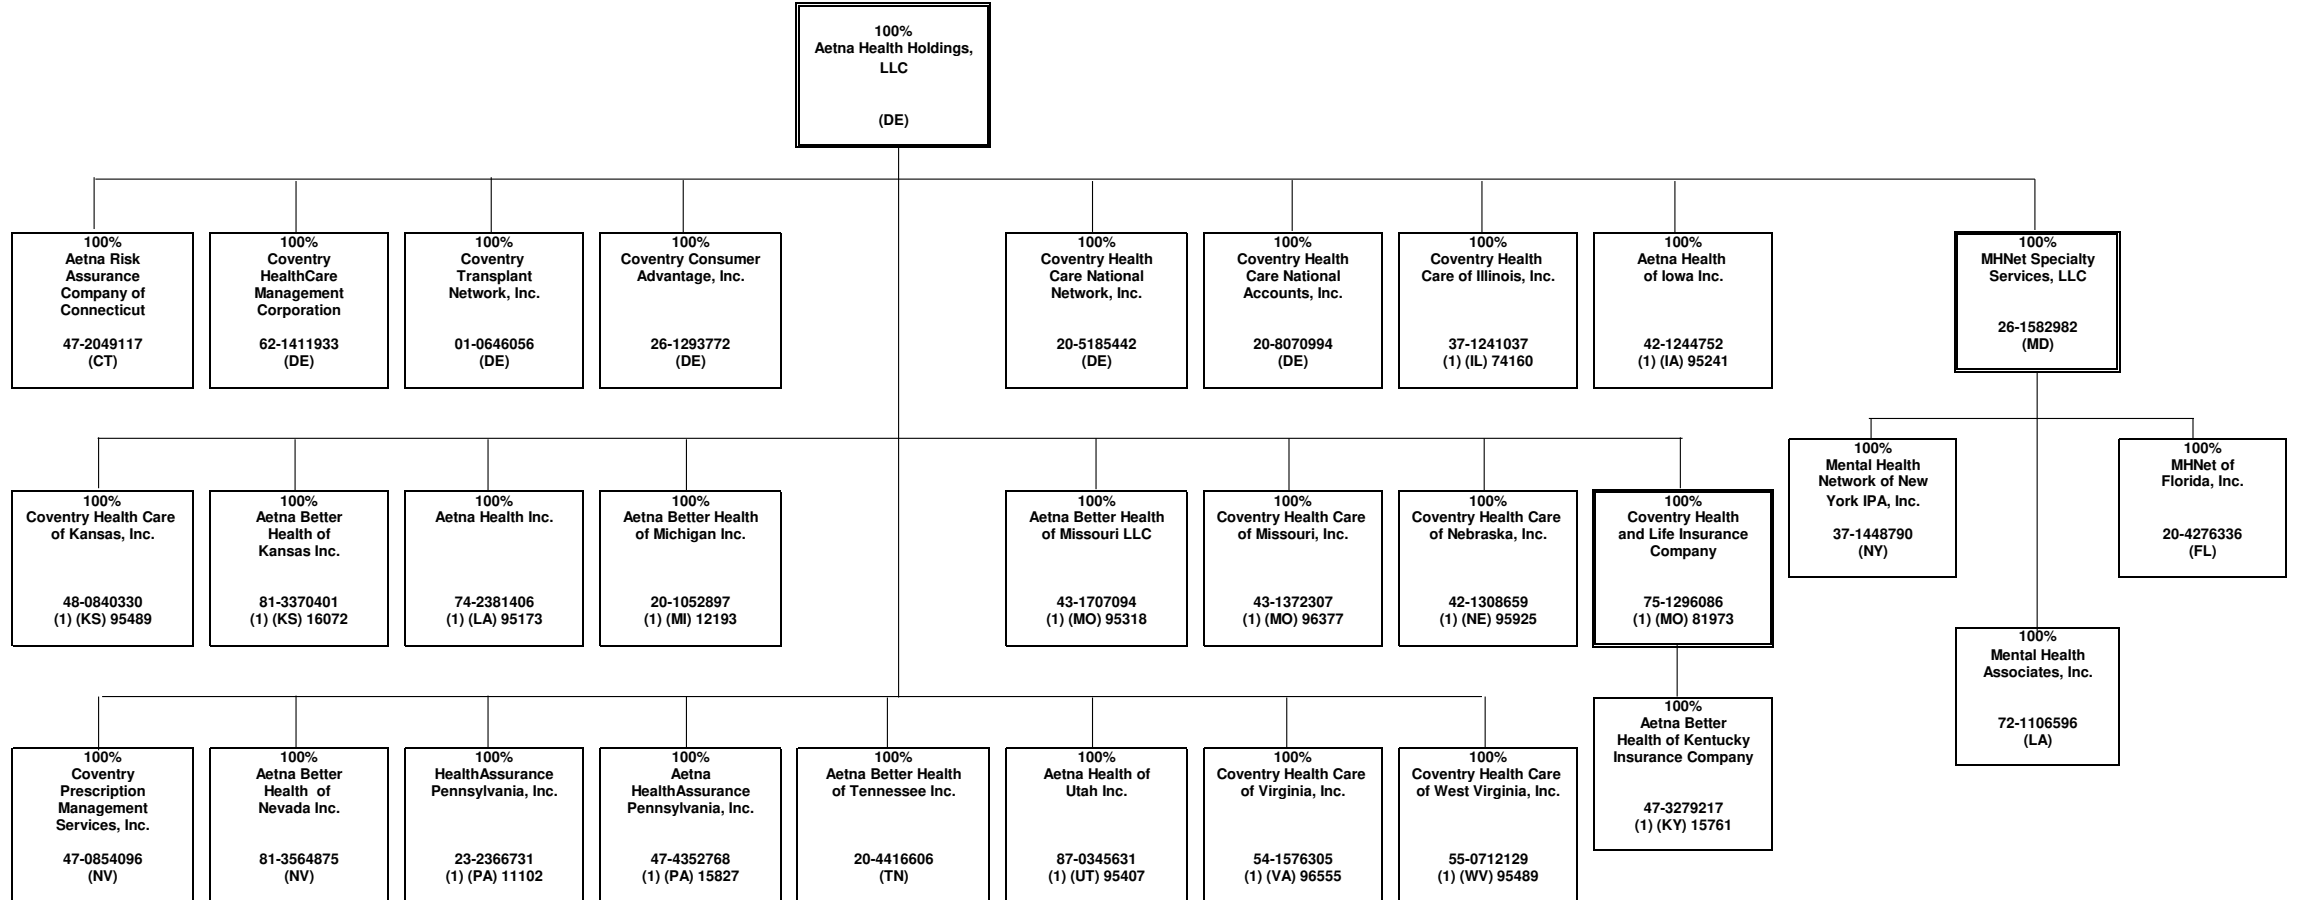 100%
Aetna Health Holdings,
LLC
(DE)
100%
Aetna Risk
Assurance
Company of
Connecticut
47-2049117
(CT)
100%
Coventry
HealthCare
Management
Corporation
62-1411933
(DE)
100%
Coventry
Transplant
Network, Inc.
01-0646056
(DE)
100%
Coventry Consumer
Advantage, Inc.
26-1293772
(DE)
100%
Coventry Health
Care National
Network, Inc.
20-5185442
(DE)
100%
Coventry Health
Care National
Accounts, Inc.
20-8070994
(DE)
100%
Coventry Health
Care of Illinois, Inc.
37-1241037
(1) (IL) 74160
100%
Aetna Health
of Iowa Inc.
42-1244752
(1) (IA) 95241
100%
MHNet Specialty
Services, LLC
26-1582982
(MD)
100%
Mental Health
Network of New
York IPA, Inc.
37-1448790
(NY)
100%
MHNet of
Florida, Inc.
20-4276336
(FL)
100%
Coventry Health Care
of Kansas, Inc.
48-0840330
(1) (KS) 95489
100%
Aetna Better
Health of
Kansas Inc.
81-3370401
(1) (KS) 16072
100%
Aetna Health Inc.
74-2381406
(1) (LA) 95173
100%
Aetna Better Health
of Michigan Inc.
20-1052897
(1) (MI) 12193
100%
Aetna Better Health
of Missouri LLC
43-1707094
(1) (MO) 95318
100%
Coventry Health Care
of Missouri, Inc.
43-1372307
(1) (MO) 96377
100%
Coventry Health Care
of Nebraska, Inc.
42-1308659
(1) (NE) 95925
100%
Coventry Health
and Life Insurance
Company
75-1296086
(1) (MO) 81973
100%
Mental Health
Associates, Inc.
72-1106596
(LA)
100%
Aetna Better
Health of Kentucky
Insurance Company
47-3279217
(1) (KY) 15761
100%
Coventry
Prescription
Management
Services, Inc.
47-0854096
(NV)
100%
Aetna Better
Health of
Nevada Inc.
81-3564875
(NV)
100%
HealthAssurance
Pennsylvania, Inc.
23-2366731
(1) (PA) 11102
100%
Aetna
HealthAssurance
Pennsylvania, Inc.
47-4352768
(1) (PA) 15827
100%
Aetna Better Health
of Tennessee Inc.
20-4416606
(TN)
100%
Aetna Health of
Utah Inc.
87-0345631
(1) (UT) 95407
100%
Coventry Health Care
of Virginia, Inc.
54-1576305
(1) (VA) 96555
100%
Coventry Health Care
of West Virginia, Inc.
55-0712129
(1) (WV) 95489